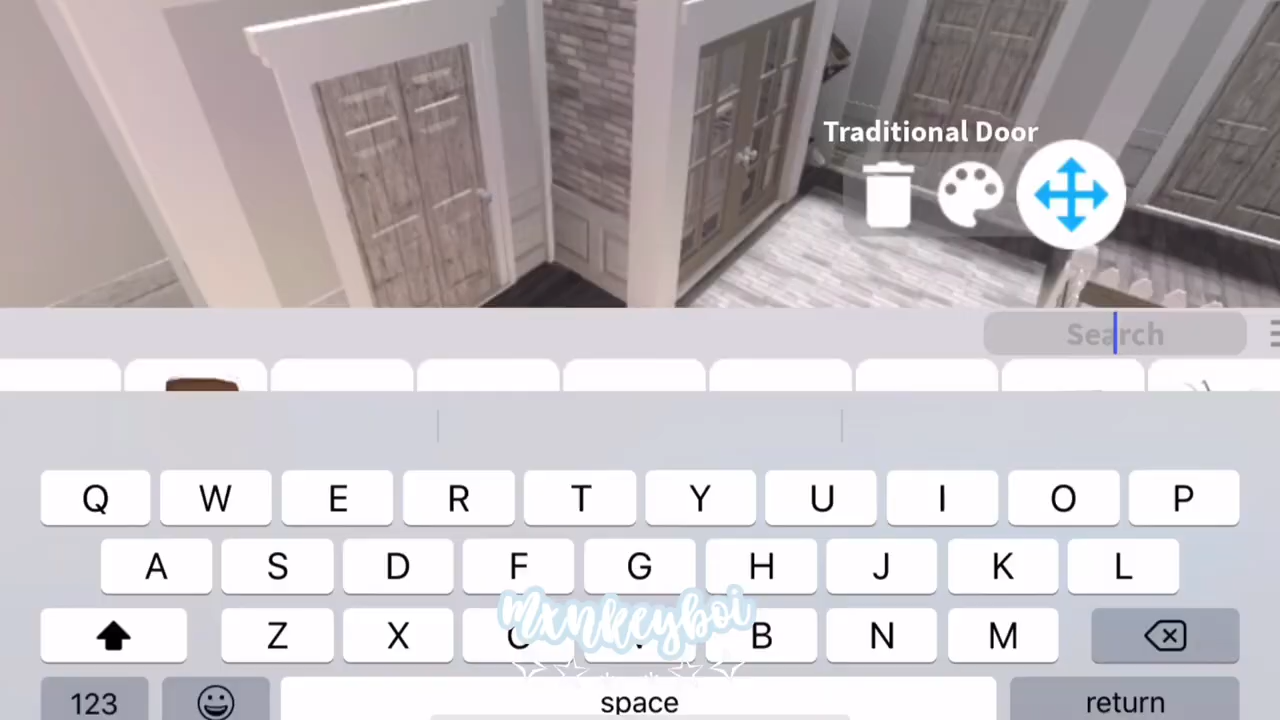 Traditional Door
Search
Q W E R T Y U I O P
A S D F G H J K L
mxnkeyboi
Z X C V B N M
123 space return